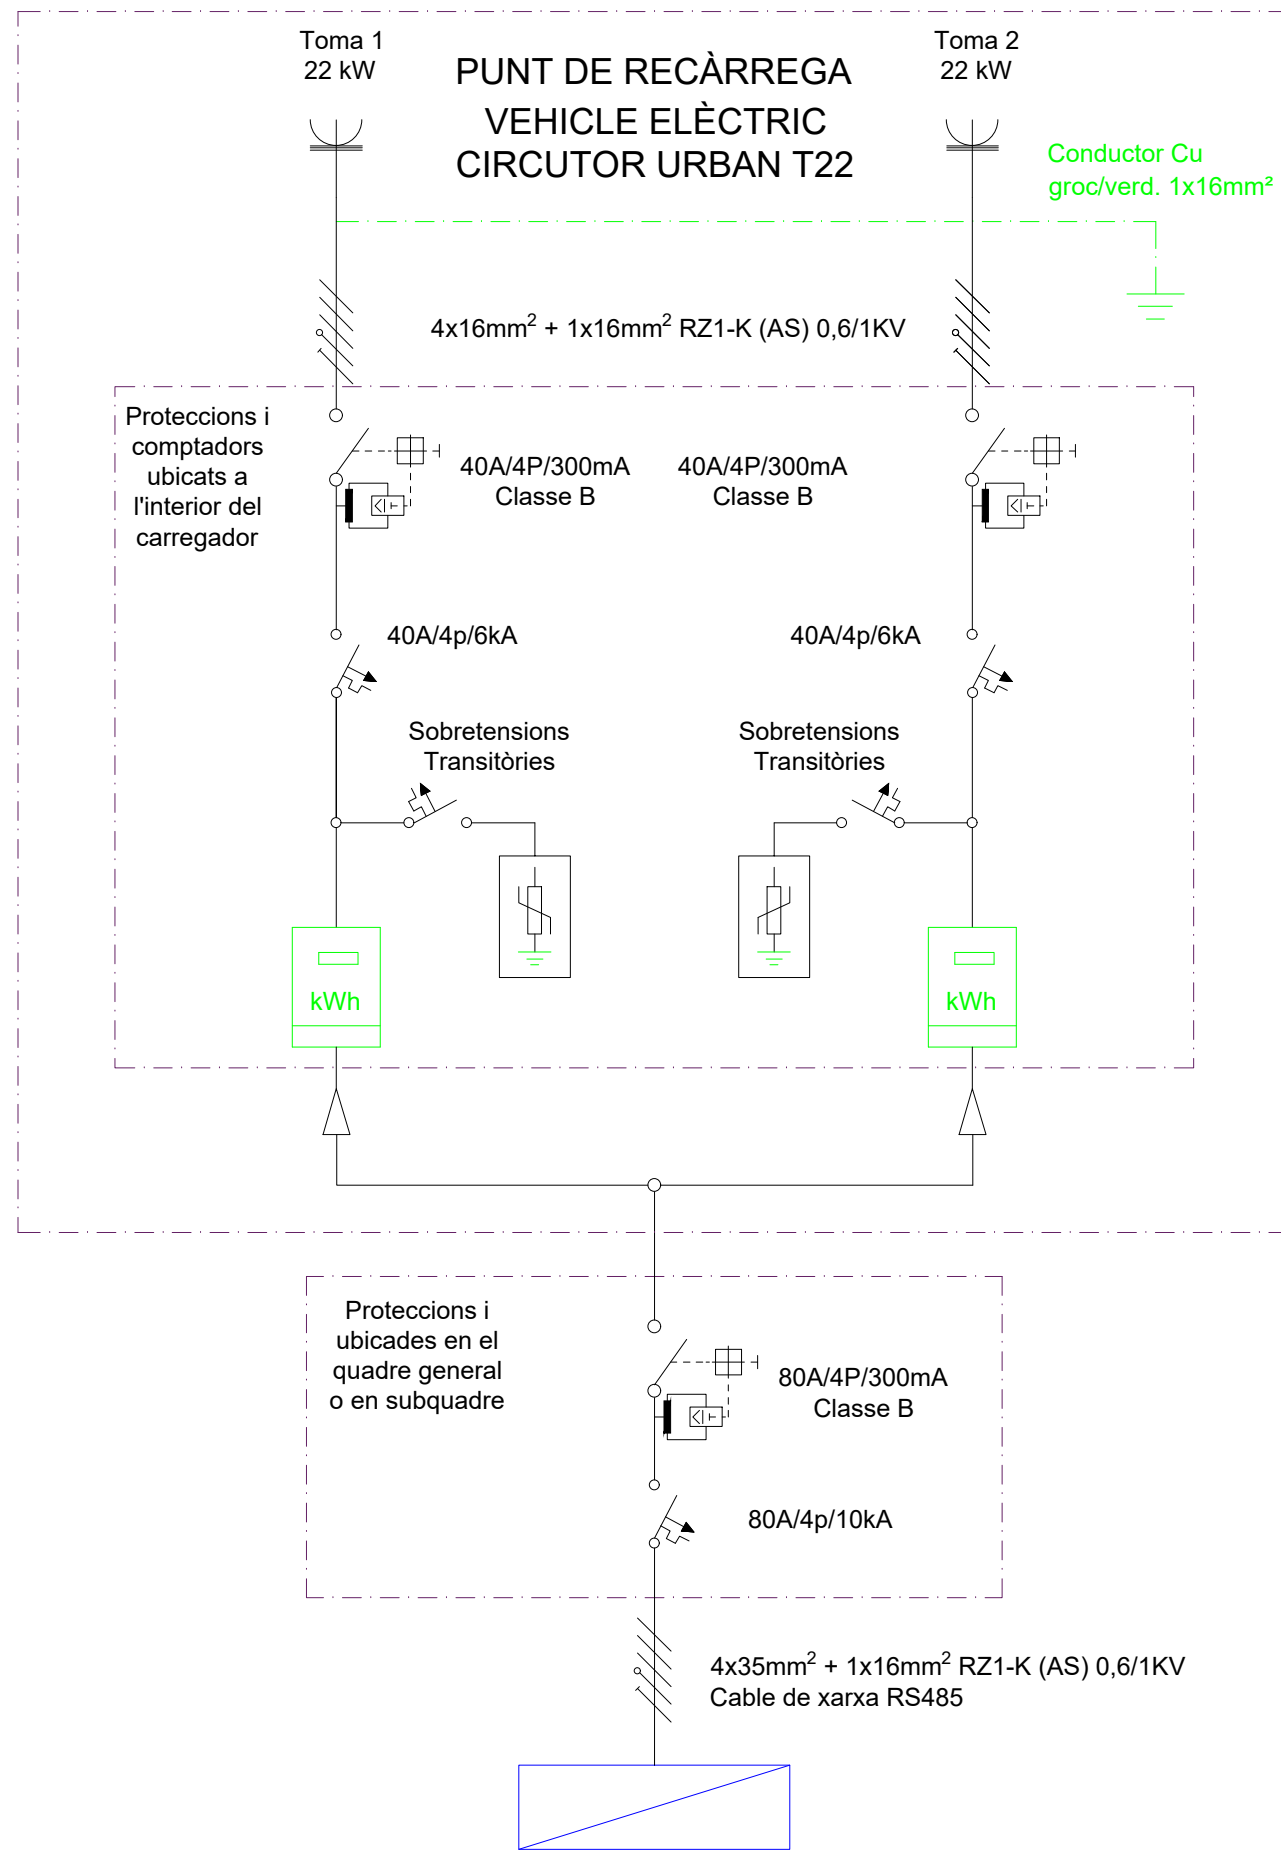 Toma 1
22 kW
PUNT DE RECÀRREGA
VEHICLE ELÈCTRIC
CIRCUTOR URBAN T22
Toma 2
22 kW
Conductor Cu
groc/verd. 1x16mm²
4x16mm² + 1x16mm² RZ1-K (AS) 0,6/1KV
Proteccions i
comptadors
ubicats a
l'interior del
carregador
40A/4P/300mA
Classe B
40A/4P/300mA
Classe B
40A/4p/6kA
40A/4p/6kA
Sobretensions
Transitòries
Sobretensions
Transitòries
kWh
kWh
Proteccions i
ubicades en el
quadre general
o en subquadre
80A/4P/300mA
Classe B
80A/4p/10kA
4x35mm² + 1x16mm² RZ1-K (AS) 0,6/1KV
Cable de xarxa RS485